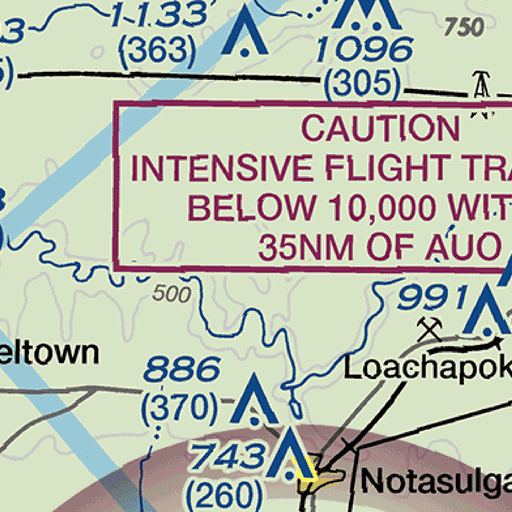 1133
(363)
1096
(305)
750
CAUTION
INTENSIVE FLIGHT TRA
BELOW 10,000 WIT
35NM OF AUO
500
991
eltown
Loachapok
886
(370)
743
(260)
Notasulga